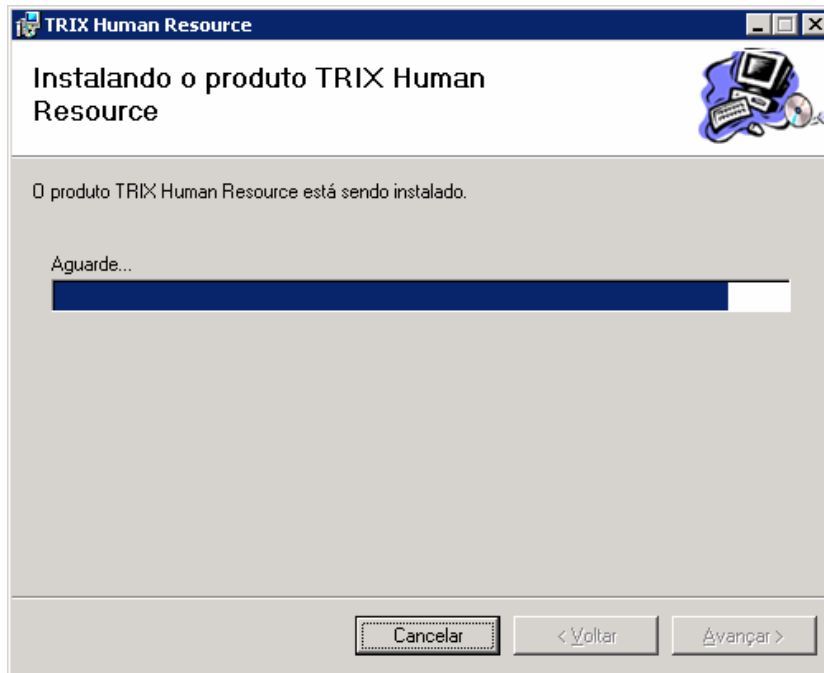 TRIX Human Resource
Instalando o produto TRIX Human
Resource
O produto TRIX Human Resource está sendo instalado.
Aguarde...
Cancelar
< Voltar
Avançar >